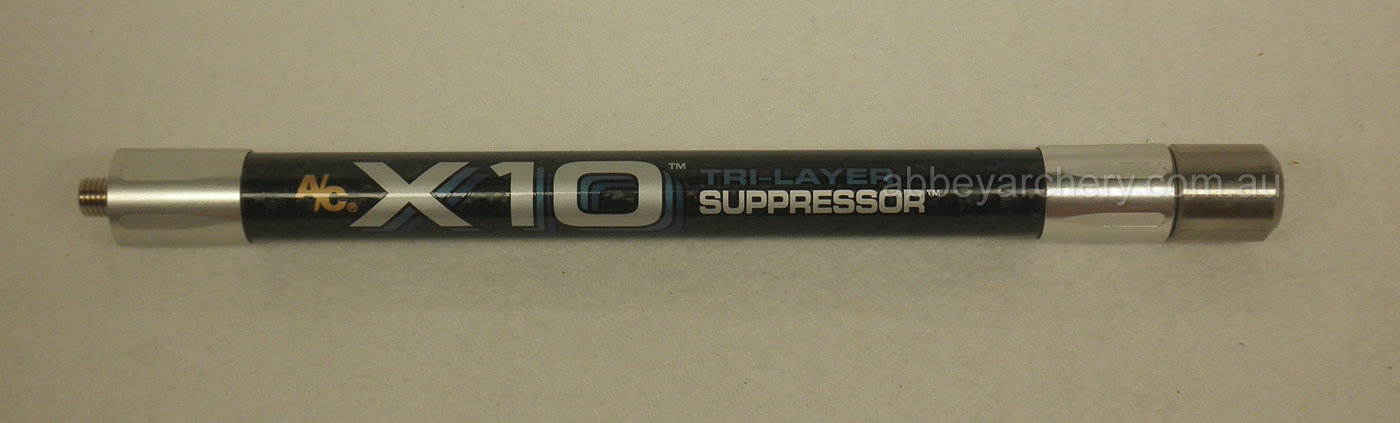 A/C® X10™ TRI-LAYER
SUPPRESSOR™
abbeyarchery.com.au